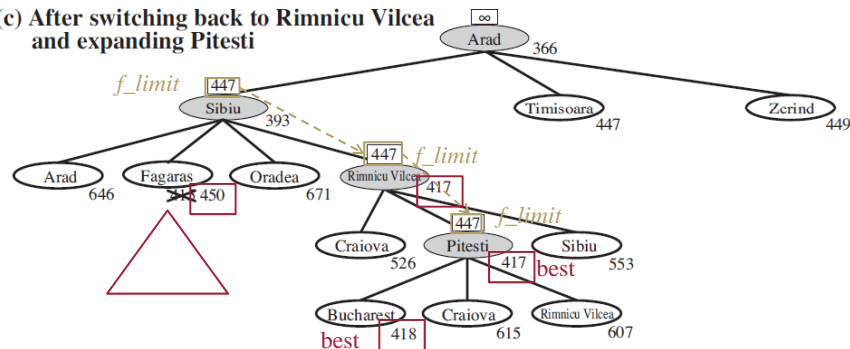 (c) After switching back to Rimnicu Vilcea
and expanding Pitesti
∞
Arad
366
f_limit
447
Sibiu
393
Timisoara
447
Zerind
449
447
f_limit
Arad
646
Fagaras
450
Oradea
671
Rimnicu Vilcea
417
447
f_limit
Craiova
526
Pitesti
417
best
Sibiu
553
Bucharest
418
best
Craiova
615
Rimnicu Vilcea
607